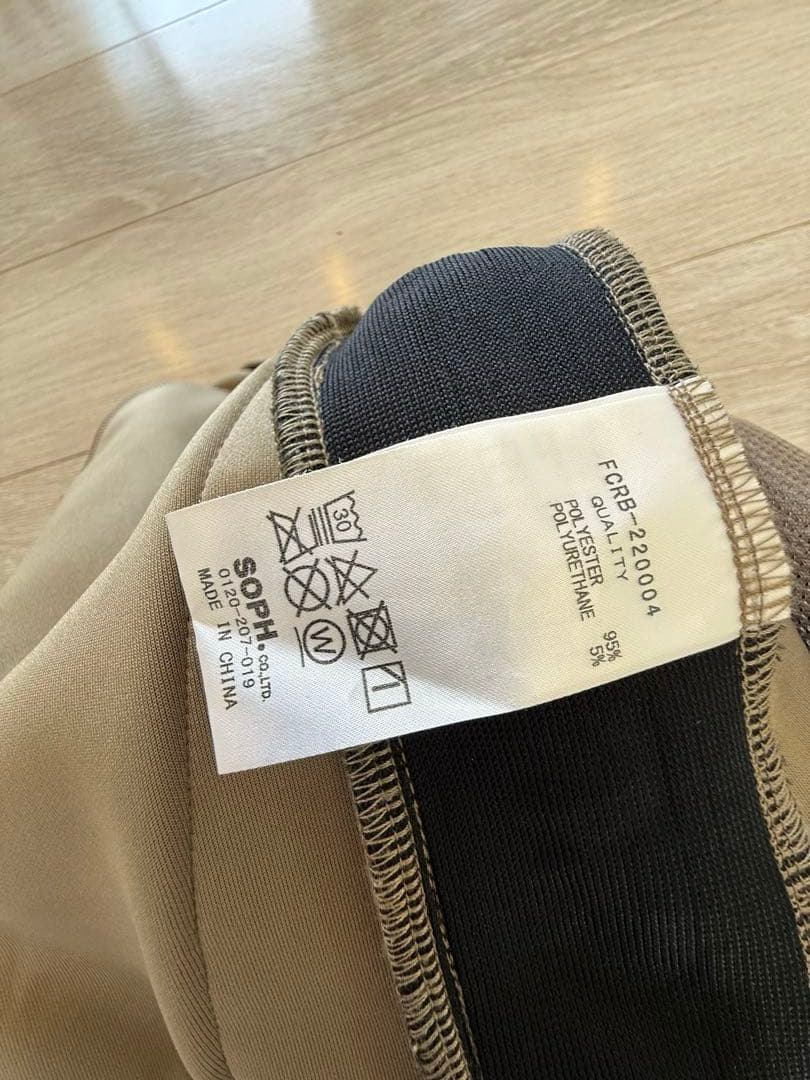 FCRB-220004
QUALITY
POLYESTER 95%
POLYURETHANE 5%
30
W
SOPH. CO.,LTD.
0120-207-019
MADE IN CHINA